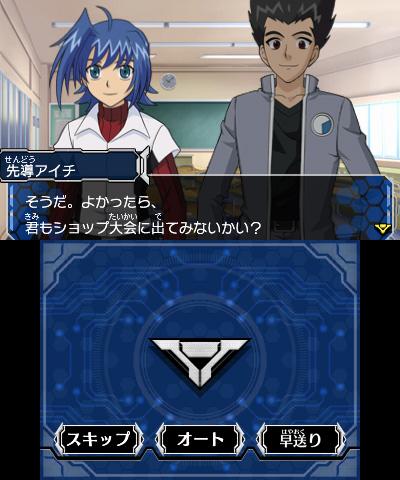 せんどう
先導アイチ
そうだ。よかったら、
きみ たいかい で
君もショップ大会に出てみないかい？
スキップ
オート
はやおく
早送り